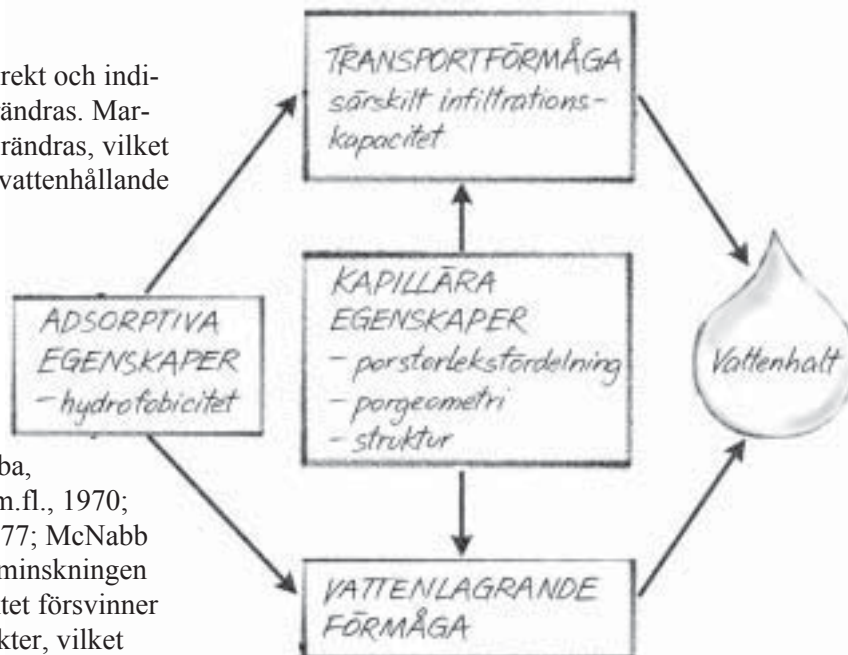 rekt och indi-
rändras. Mar-
rändras, vilket
vattenhållande
ba,
m.fl., 1970;
77; McNabb
minskningen
tet försvinner
kter, vilket
TRANSPORTFÖRMÅGA
särskilt infiltrations-
kapacitet
ADSORPTIVA
EGENSKAPER
- hydrofobicitet
KAPILLÄRA
EGENSKAPER
- porstorleksfördelning
- porgeometri
- struktur
Vattenhalt
VATTENLAGRANDE
FÖRMÅGA